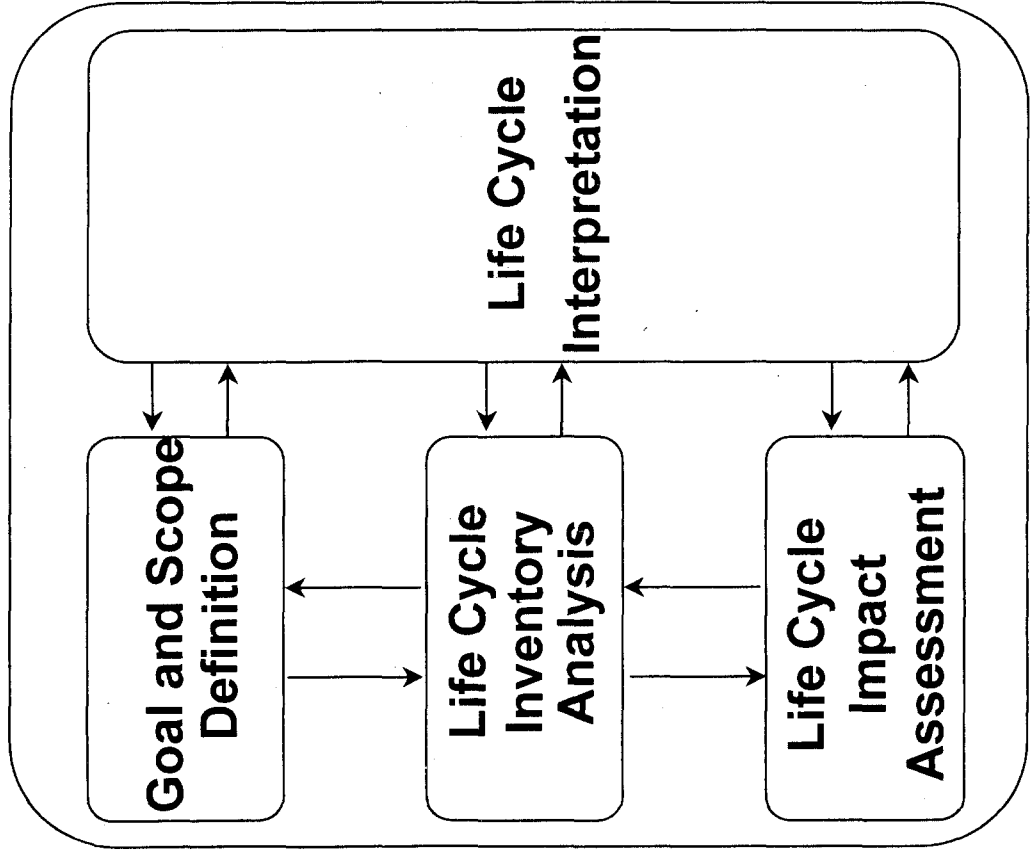 Goal and Scope
Definition
Life Cycle
Inventory
Analysis
Life Cycle
Impact
Assessment
Life Cycle
Interpretation